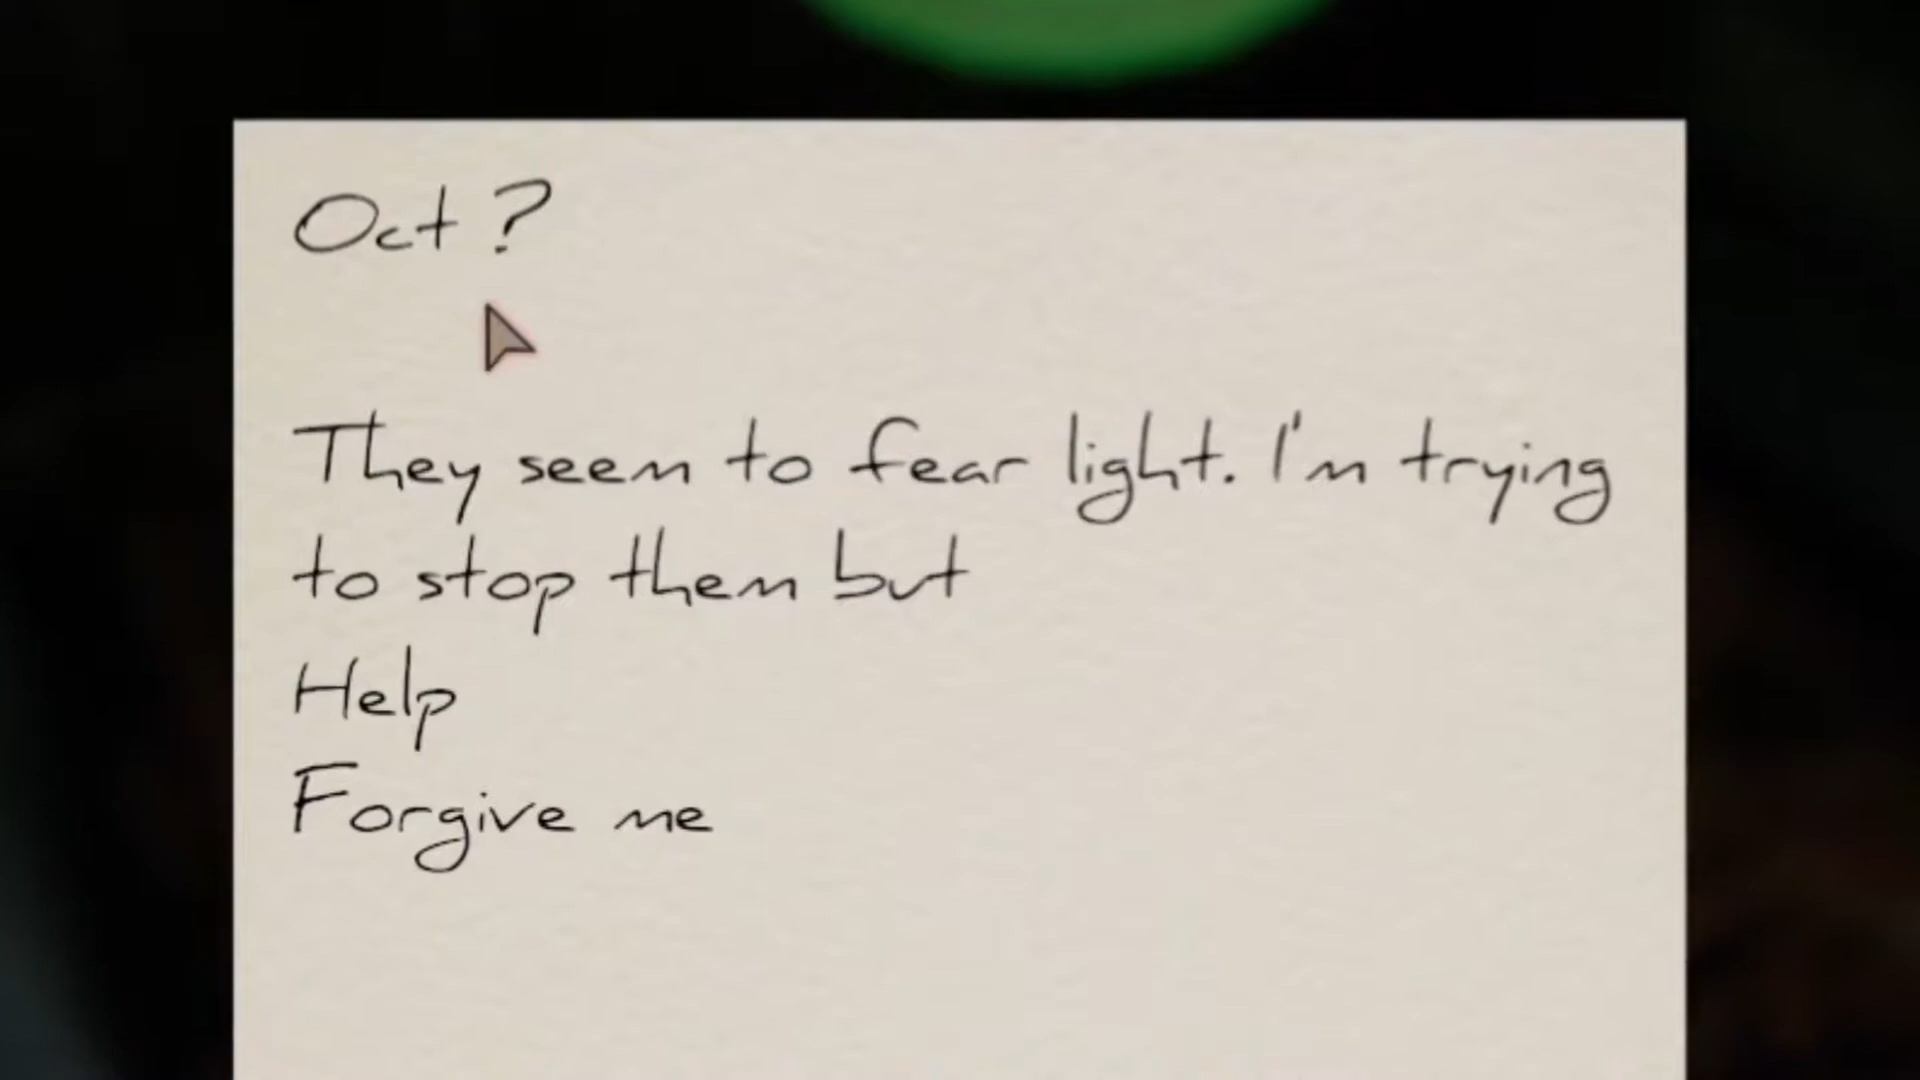 Oct ?
They seem to fear light. I'm trying
to stop them but
Help
Forgive me